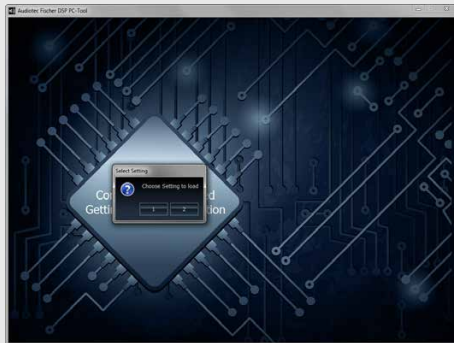 Audiotec Fischer DSP PC-Tool
Select Setting
Choose Setting to load
1
2